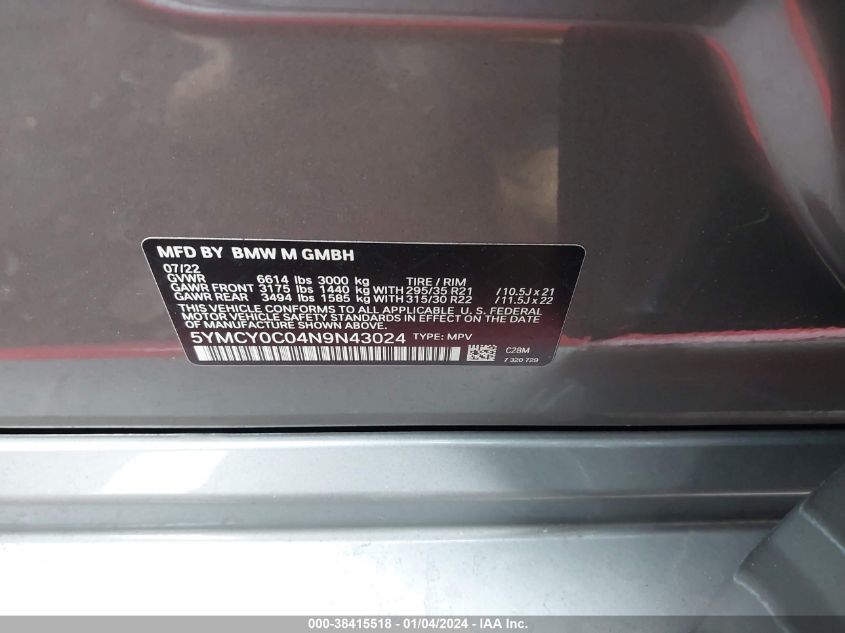 MFD BY BMW M GMBH
07/22
GVWR 6614 lbs 3000 kg TIRE / RIM
GAWR FRONT 3175 lbs 1440 kg WITH 295/35 R21 / 10.5J x 21
GAWR REAR 3494 lbs 1585 kg WITH 315/30 R22 / 11.5J x 22
THIS VEHICLE CONFORMS TO ALL APPLICABLE U. S. FEDERAL
MOTOR VEHICLE SAFETY STANDARDS IN EFFECT ON THE DATE
OF MANUFACTURE SHOWN ABOVE.
5YMCY0C04N9N43024 TYPE: MPV
C28M
7 320 729
000-38415518 - 01/04/2024 - IAA Inc.